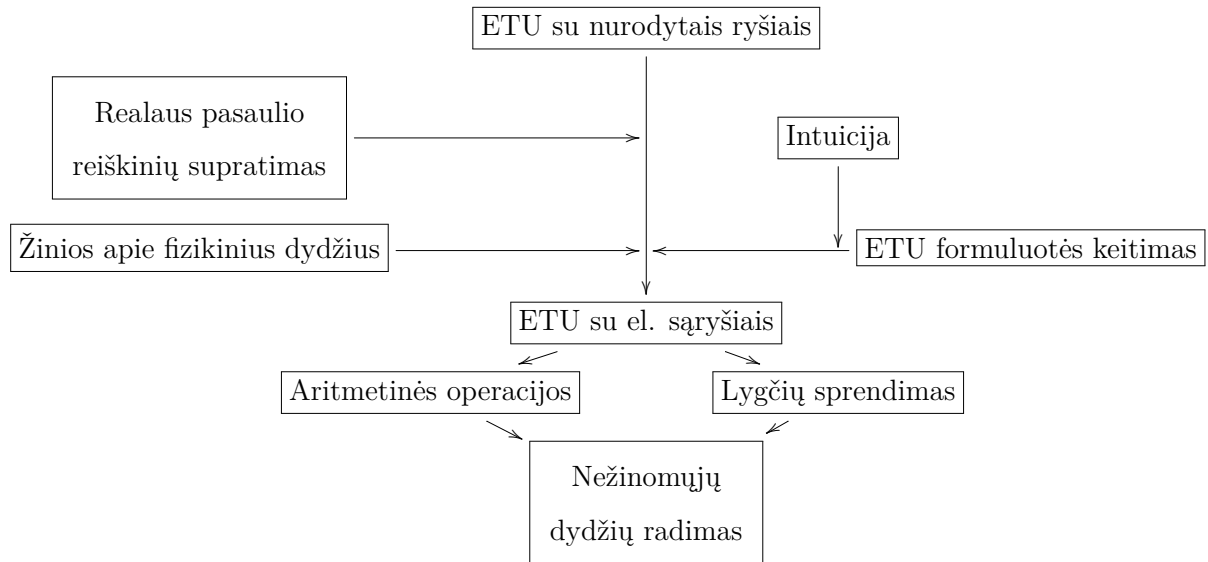 ETU su nurodytais ryšiais
Realaus pasaulio
reiškinių supratimas
Intuicija
Žinios apie fizikinius dydžius
ETU formuluotės keitimas
ETU su el. sąryšiais
Aritmetinės operacijos
Lygčių sprendimas
Nežinomųjų
dydžių radimas